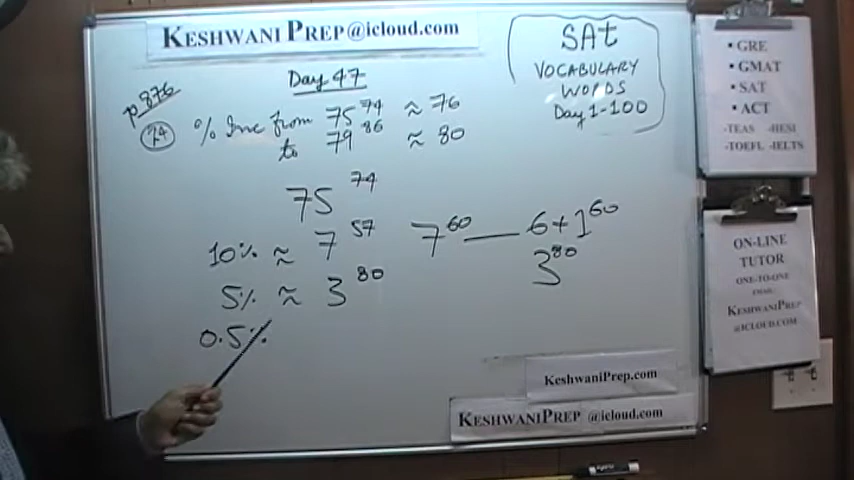 KESHWANI PREP@icloud.com
Day 47
p 876
74 % Inc from 75 74 ≈ 76
to 79 86 ≈ 80
75 74
10% ≈ 7 57
5% ≈ 3 80
0.5%
7 60 — 6+1 60
3 80
SAt
VOCABULARY
WORDS
Day 1-100
• GRE
• GMAT
• SAT
• ACT
-TEAS -HESI
-TOEFL -IELTS
ON-LINE
TUTOR
ONE-TO-ONE
EMAIL:
KESHWANIPREP
@ICLOUD.COM
KeshwaniPrep.com
KESHWANIPREP @icloud.com